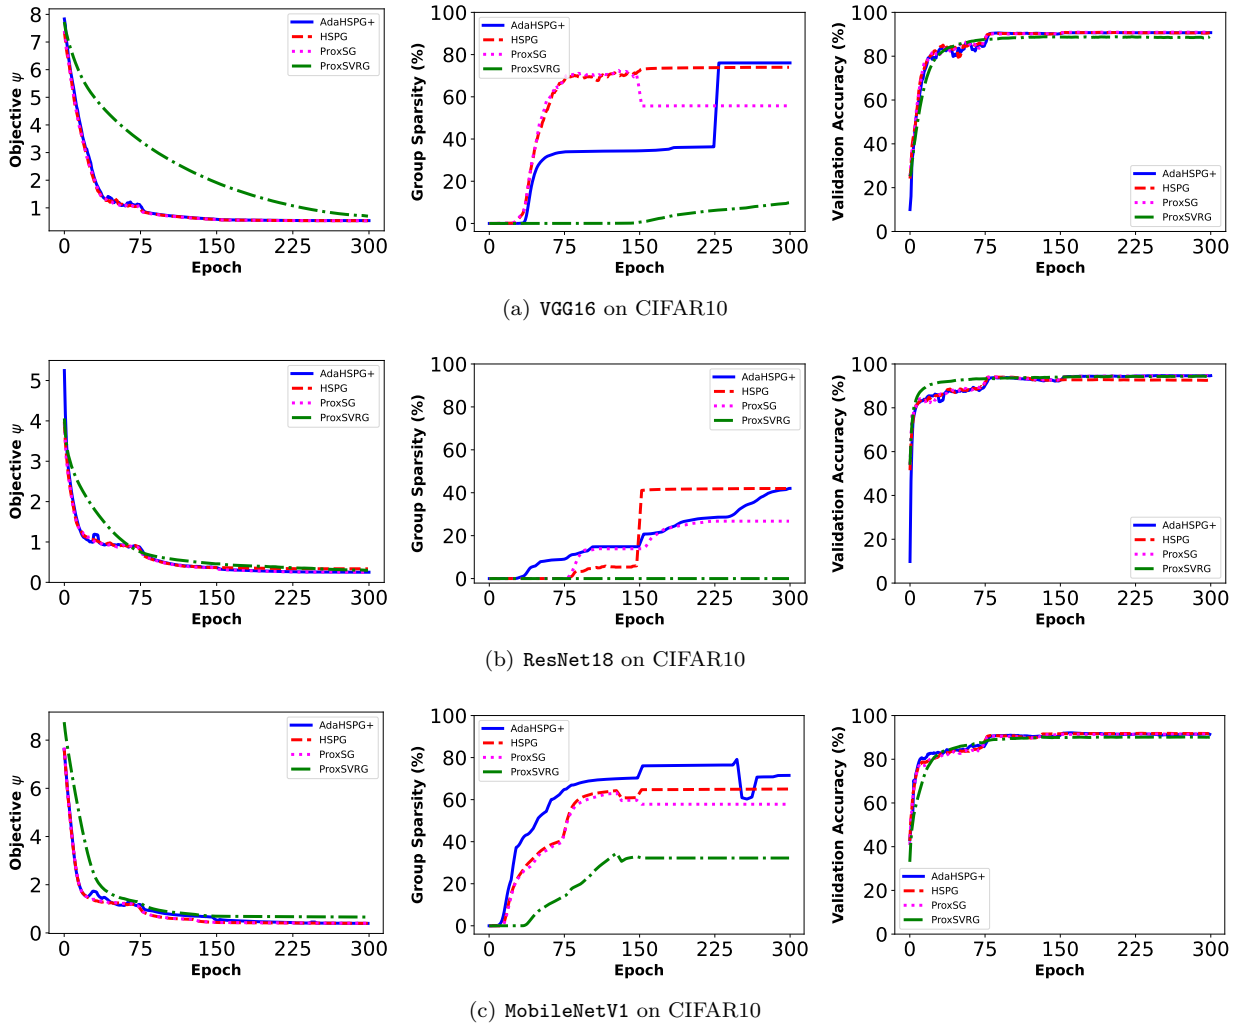 Objective ψ
8
7
6
5
4
3
2
1
0 75 150 225 300
Epoch
AdaHSPG+
HSPG
ProxSG
ProxSVRG
Group Sparsity (%)
100
80
60
40
20
0
0 75 150 225 300
Epoch
AdaHSPG+
HSPG
ProxSG
ProxSVRG
Validation Accuracy (%)
100
80
60
40
20
0
0 75 150 225 300
Epoch
AdaHSPG+
HSPG
ProxSG
ProxSVRG
(a) VGG16 on CIFAR10
Objective ψ
5
4
3
2
1
0
0 75 150 225 300
Epoch
AdaHSPG+
HSPG
ProxSG
ProxSVRG
Group Sparsity (%)
100
80
60
40
20
0
0 75 150 225 300
Epoch
AdaHSPG+
HSPG
ProxSG
ProxSVRG
Validation Accuracy (%)
100
80
60
40
20
0
0 75 150 225 300
Epoch
AdaHSPG+
HSPG
ProxSG
ProxSVRG
(b) ResNet18 on CIFAR10
Objective ψ
8
6
4
2
0
0 75 150 225 300
Epoch
AdaHSPG+
HSPG
ProxSG
ProxSVRG
Group Sparsity (%)
100
80
60
40
20
0
0 75 150 225 300
Epoch
AdaHSPG+
HSPG
ProxSG
ProxSVRG
Validation Accuracy (%)
100
80
60
40
20
0
0 75 150 225 300
Epoch
AdaHSPG+
HSPG
ProxSG
ProxSVRG
(c) MobileNetV1 on CIFAR10